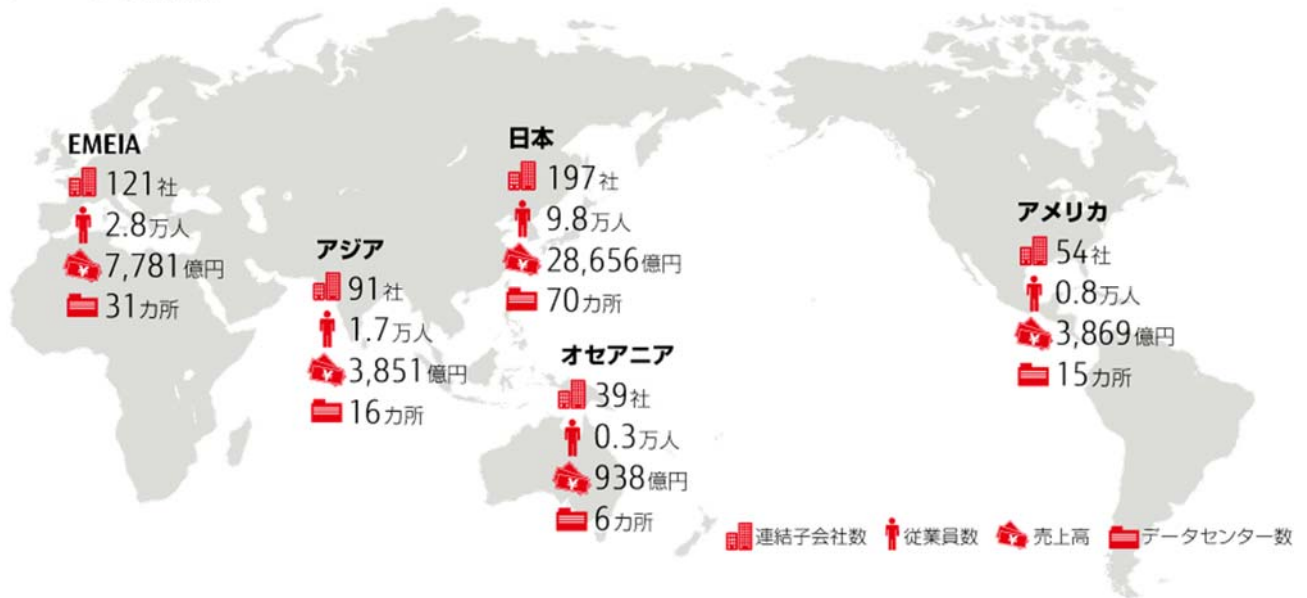 EMEIA
121社
2.8万人
7,781億円
31カ所
アジア
91社
1.7万人
3,851億円
16カ所
日本
197社
9.8万人
28,656億円
70カ所
オセアニア
39社
0.3万人
938億円
6カ所
アメリカ
54社
0.8万人
3,869億円
15カ所
連結子会社数 従業員数 売上高 データセンター数